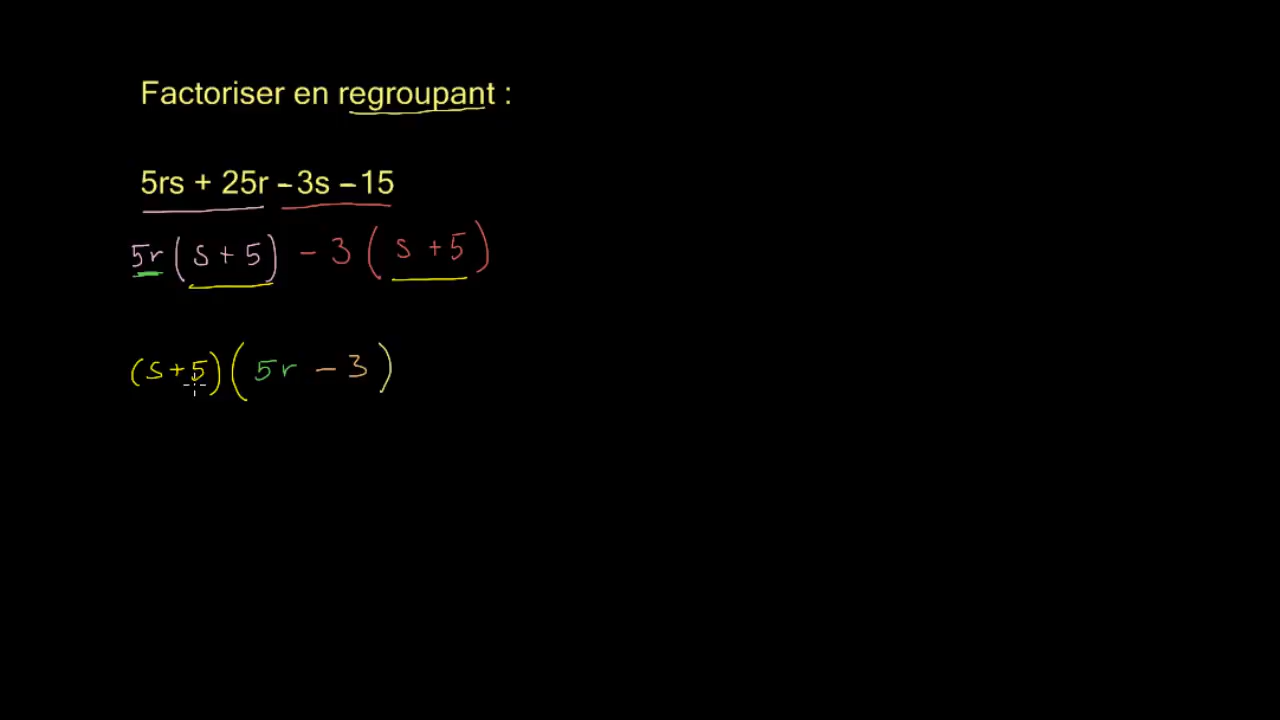 Factoriser en regroupant :
5rs + 25r - 3s - 15
5r (s + 5) - 3 (s + 5)
(s + 5) (5r - 3)